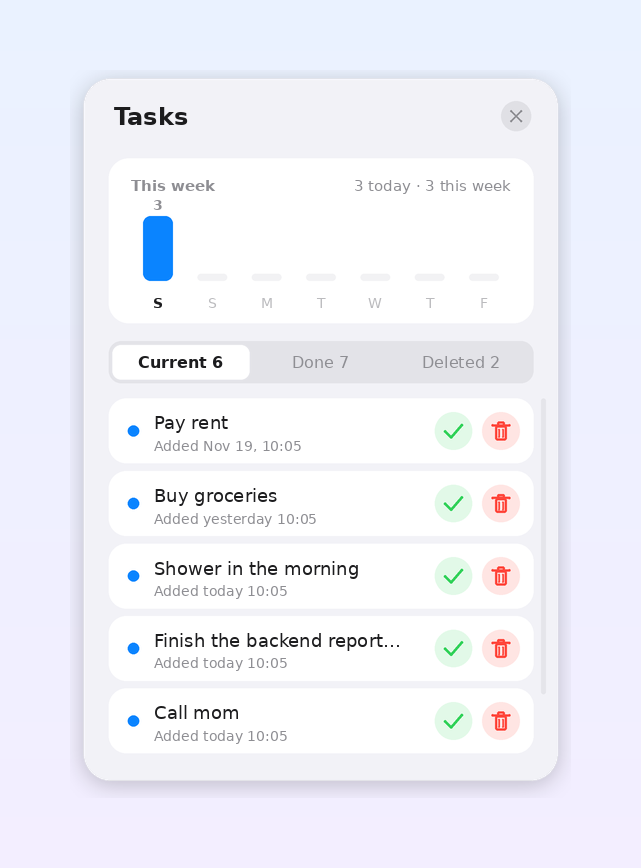 Tasks
This week
3 today · 3 this week
3
S S M T W T F
Current 6 Done 7 Deleted 2
Pay rent
Added Nov 19, 10:05
Buy groceries
Added yesterday 10:05
Shower in the morning
Added today 10:05
Finish the backend report…
Added today 10:05
Call mom
Added today 10:05